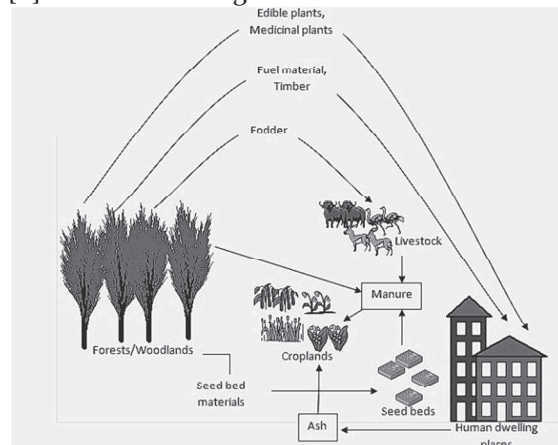 Edible plants,
Medicinal plants
Fuel material,
Timber
Fodder
Livestock
Manure
Forests/Woodlands
Croplands
Seed bed
materials
Seed beds
Ash
Human dwelling
places